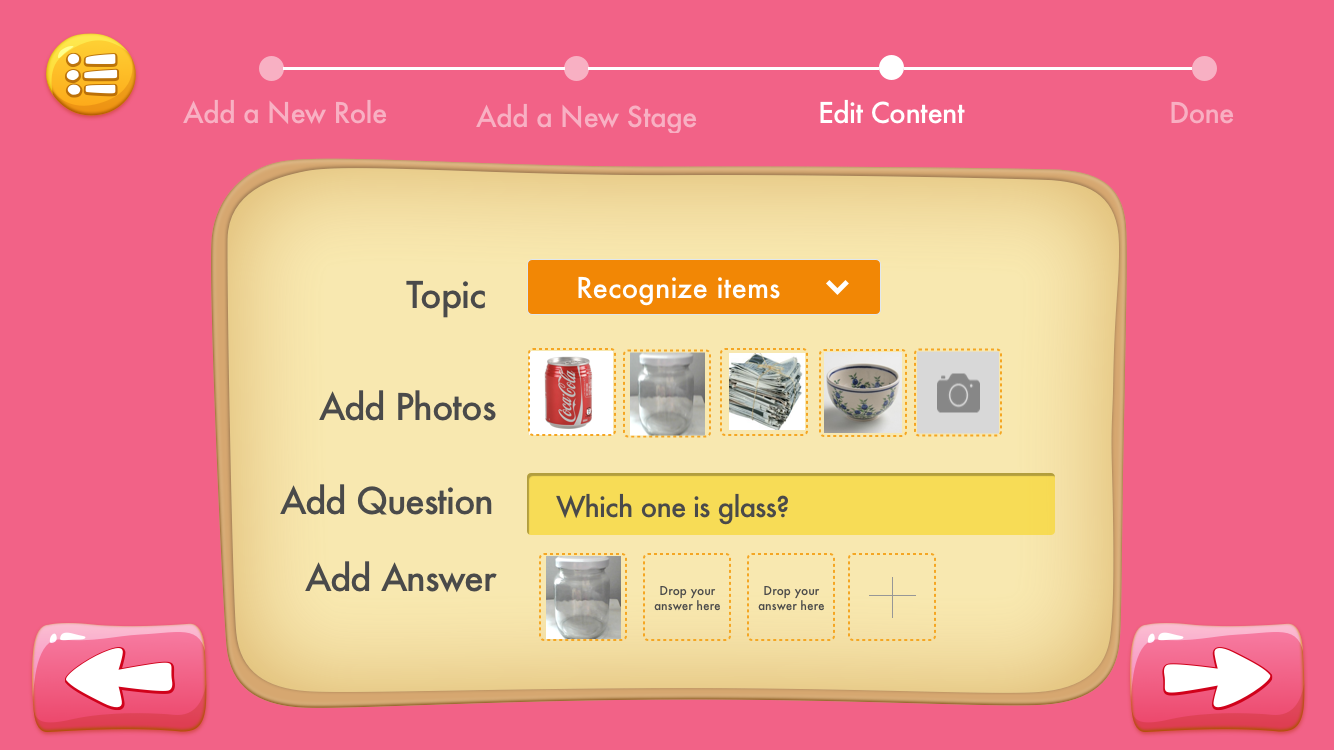 Add a New Role
Add a New Stage
Edit Content
Done
Topic
Recognize items
Add Photos
Coca-Cola
Add Question
Which one is glass?
Add Answer
Drop your
answer here
Drop your
answer here